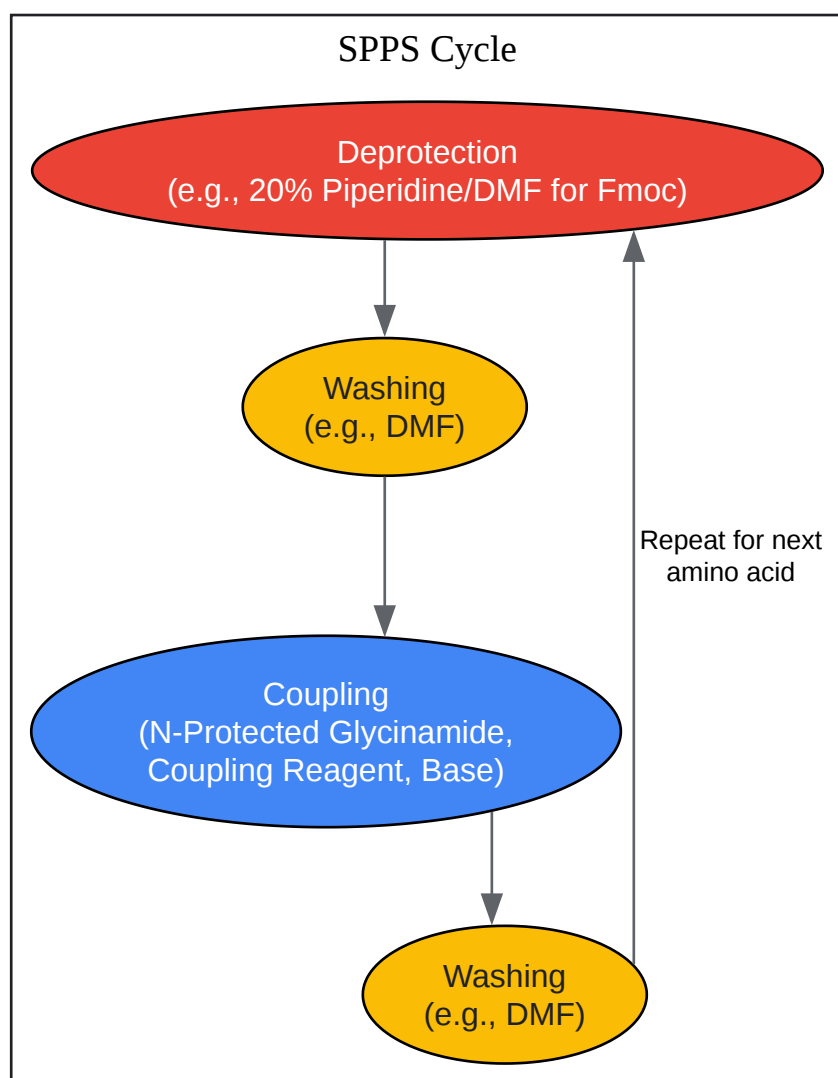 SPPS Cycle
Deprotection
(e.g., 20% Piperidine/DMF for Fmoc)
Washing
(e.g., DMF)
Repeat for next
amino acid
Coupling
(N-Protected Glycinamide,
Coupling Reagent, Base)
Washing
(e.g., DMF)